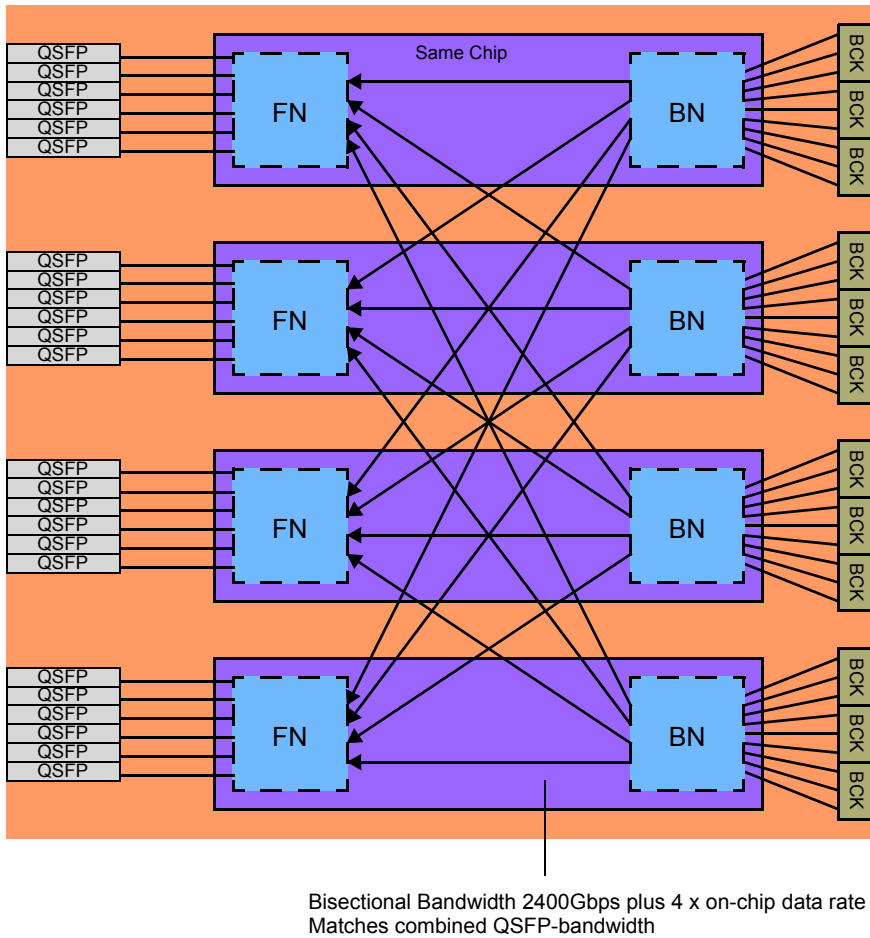 QSFP
QSFP
QSFP
QSFP
QSFP
QSFP
Same Chip
FN
BN
BCK
BCK
BCK
QSFP
QSFP
QSFP
QSFP
QSFP
QSFP
FN
BN
BCK
BCK
BCK
QSFP
QSFP
QSFP
QSFP
QSFP
QSFP
FN
BN
BCK
BCK
BCK
QSFP
QSFP
QSFP
QSFP
QSFP
QSFP
FN
BN
BCK
BCK
BCK
Bisectional Bandwidth 2400Gbps plus 4 x on-chip data rate
Matches combined QSFP-bandwidth